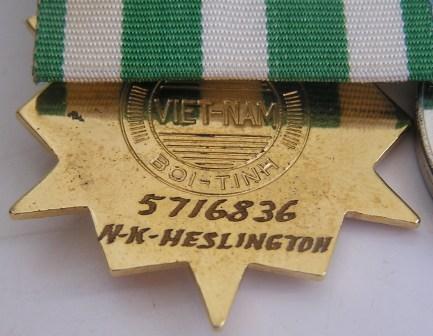 VIET-NAM
BOI-TINH
5716836
N-K-HESLINGTON